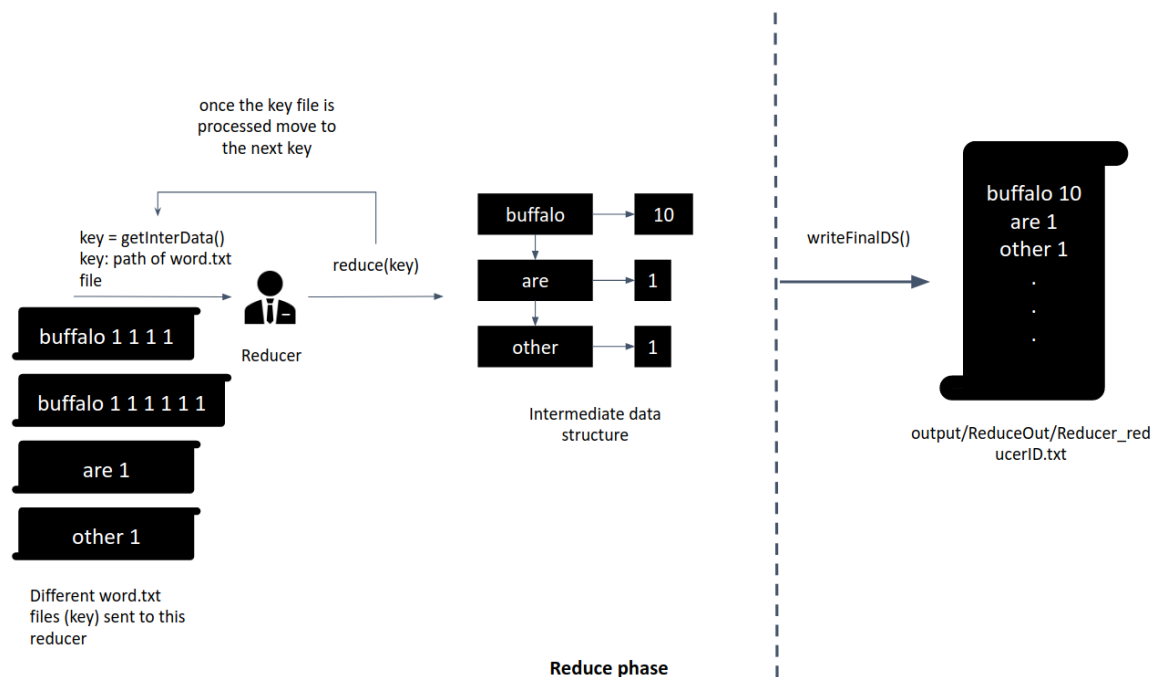 once the key file is
processed move to
the next key
key = getInterData()
key: path of word.txt
file
reduce(key)
Reducer
buffalo 1 1 1 1
buffalo 1 1 1 1 1 1
are 1
other 1
Different word.txt
files (key) sent to this
reducer
buffalo
10
are
1
other
1
Intermediate data
structure
Reduce phase
writeFinalDS()
buffalo 10
are 1
other 1
.
.
.
output/ReduceOut/Reducer_red
ucerID.txt